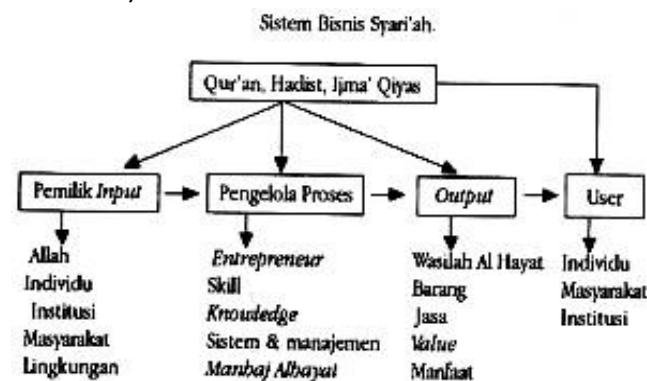 Sistem Bisnis Syari'ah.
Qur'an, Hadist, Ijma' Qiyas
Pemilik Input
Pengelola Proses
Output
User
Allah
Individu
Institusi
Masyarakat
Lingkungan
Entrepreneur
Skill
Knowledge
Sistem & manajemen
Manhaj Alhayat
Wasilah Al Hayat
Barang
Jasa
Value
Manfaat
Individu
Masyarakat
Institusi